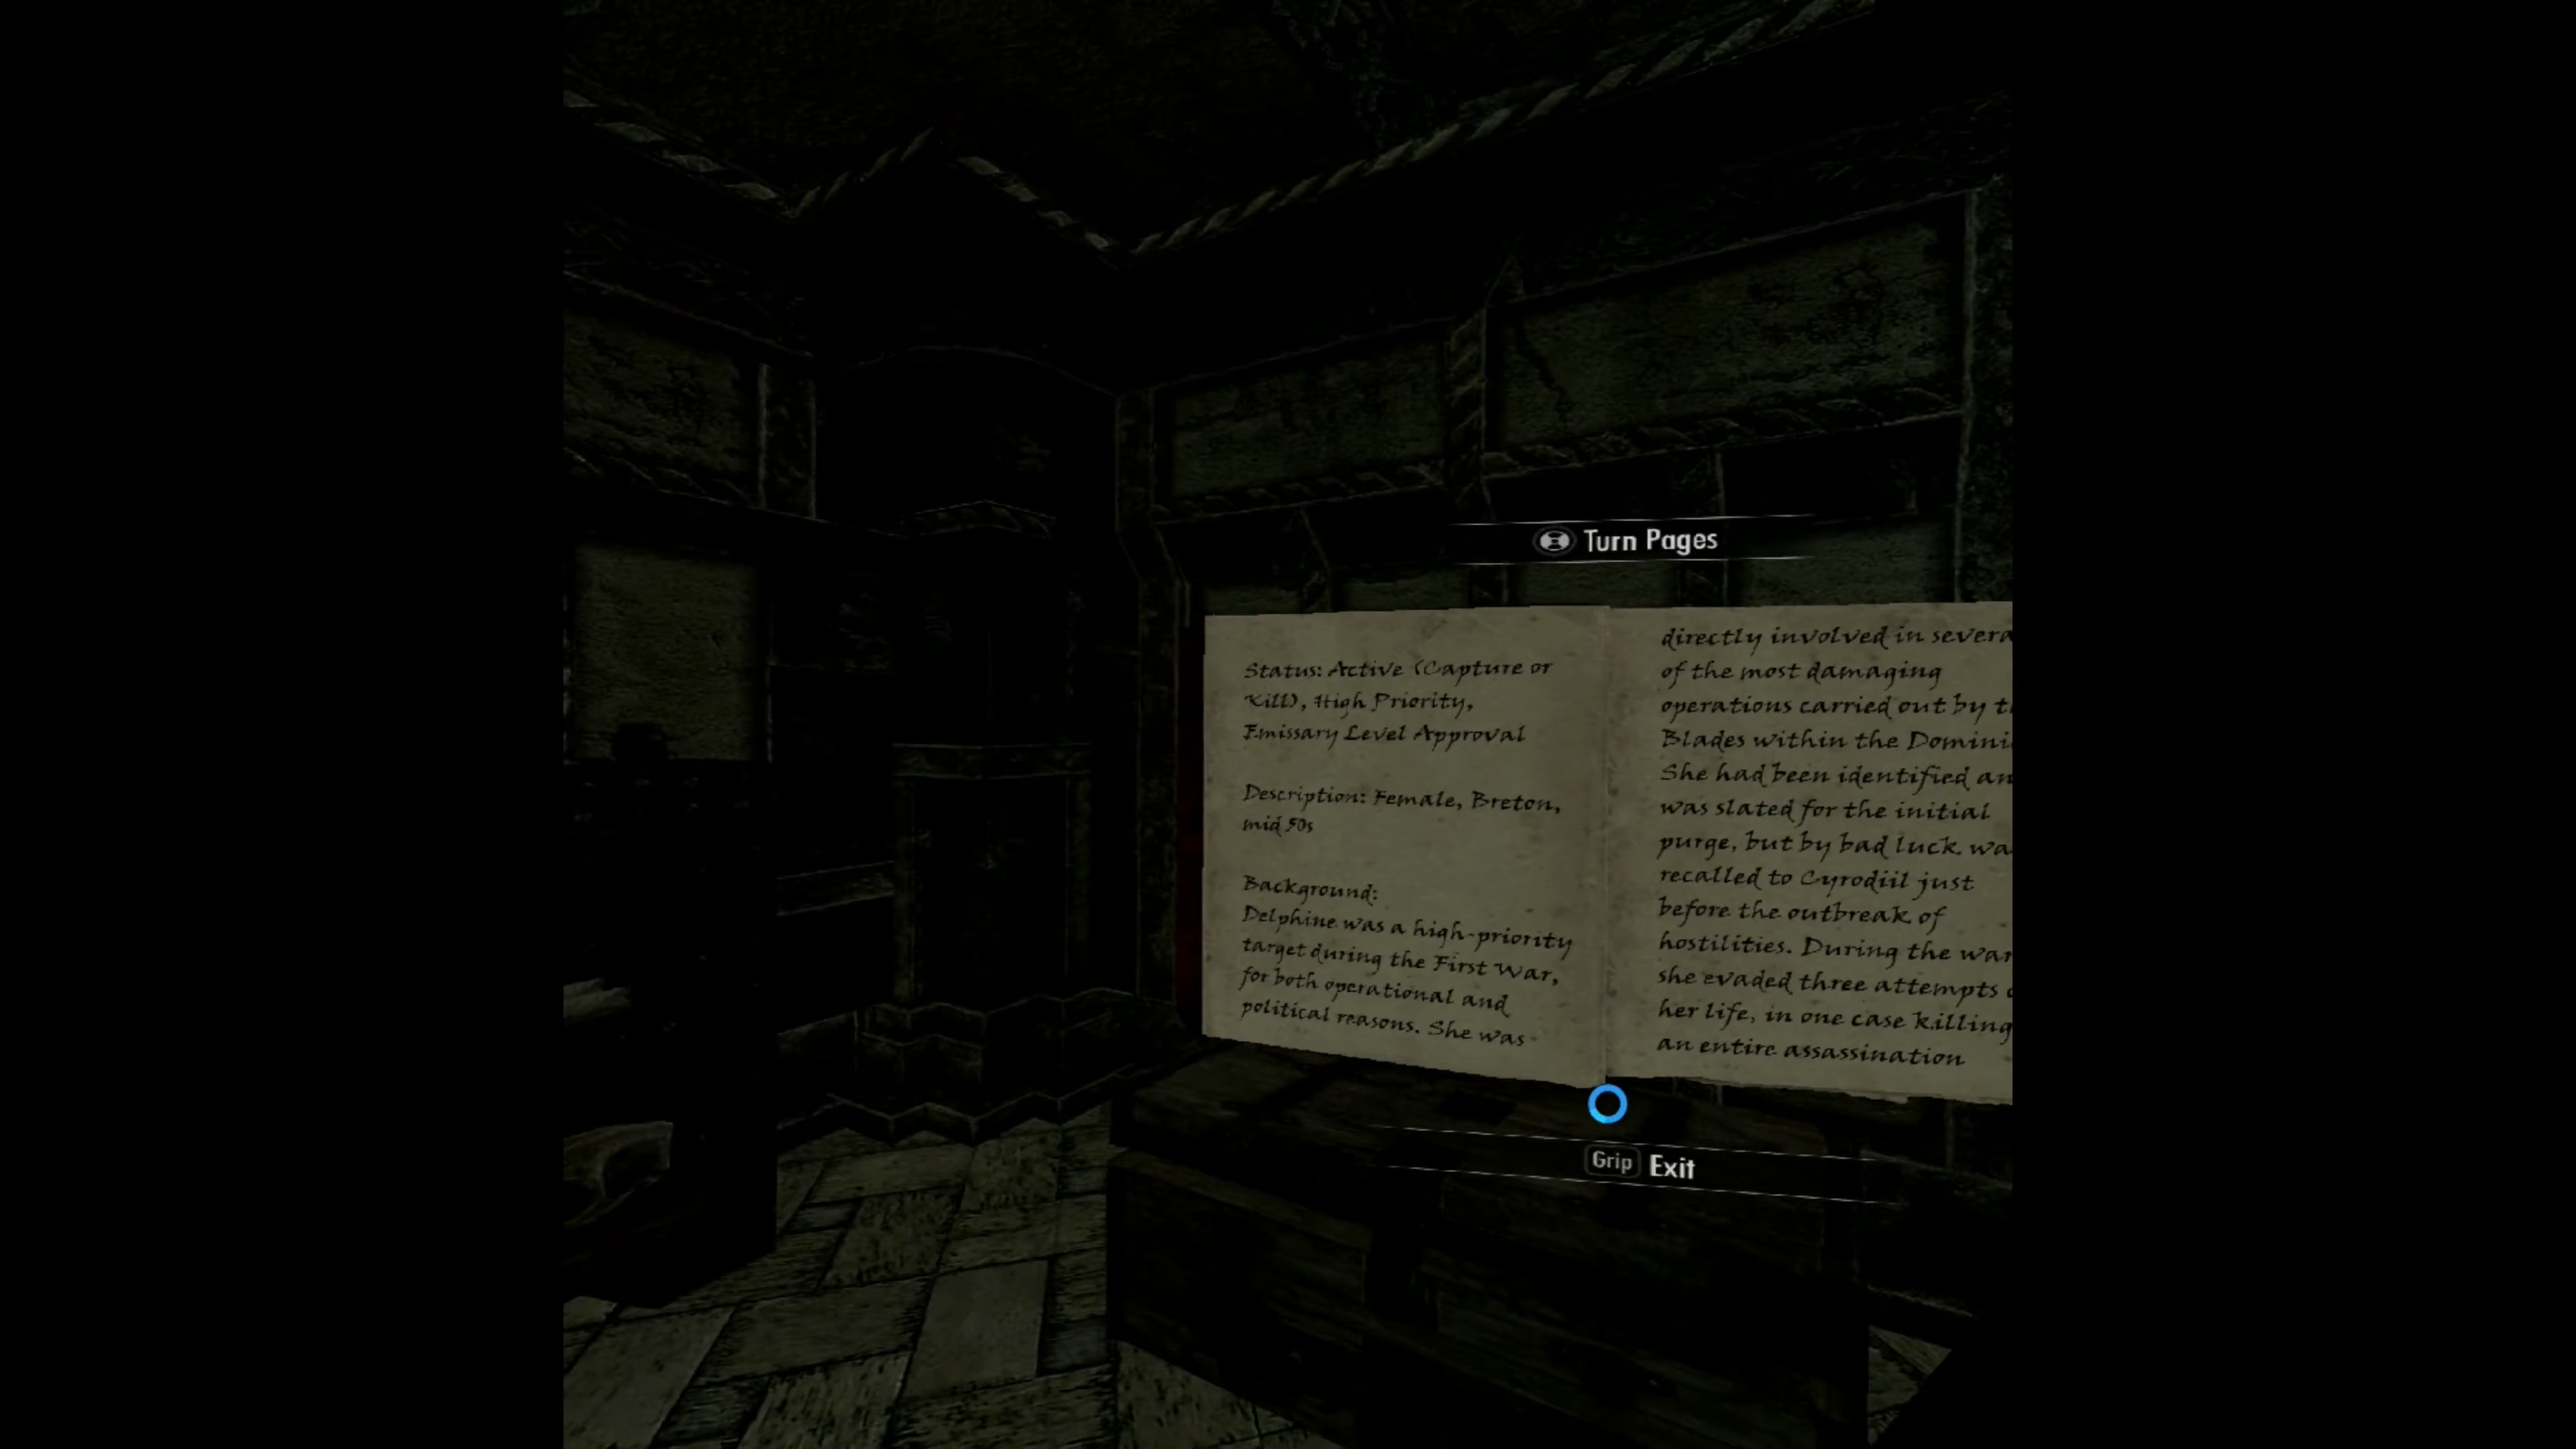 Turn Pages
Status: Active (Capture or
Kill), High Priority,
Emissary Level Approval
Description: Female, Breton,
mid 50s
Background:
Delphine was a high-priority
target during the First War,
for both operational and
political reasons. She was
directly involved in severa
of the most damaging
operations carried out by t
Blades within the Domini
She had been identified an
was slated for the initial
purge, but by bad luck wa
recalled to Cyrodiil just
before the outbreak of
hostilities. During the war
she evaded three attempts
her life, in one case killing
an entire assassination
Grip Exit